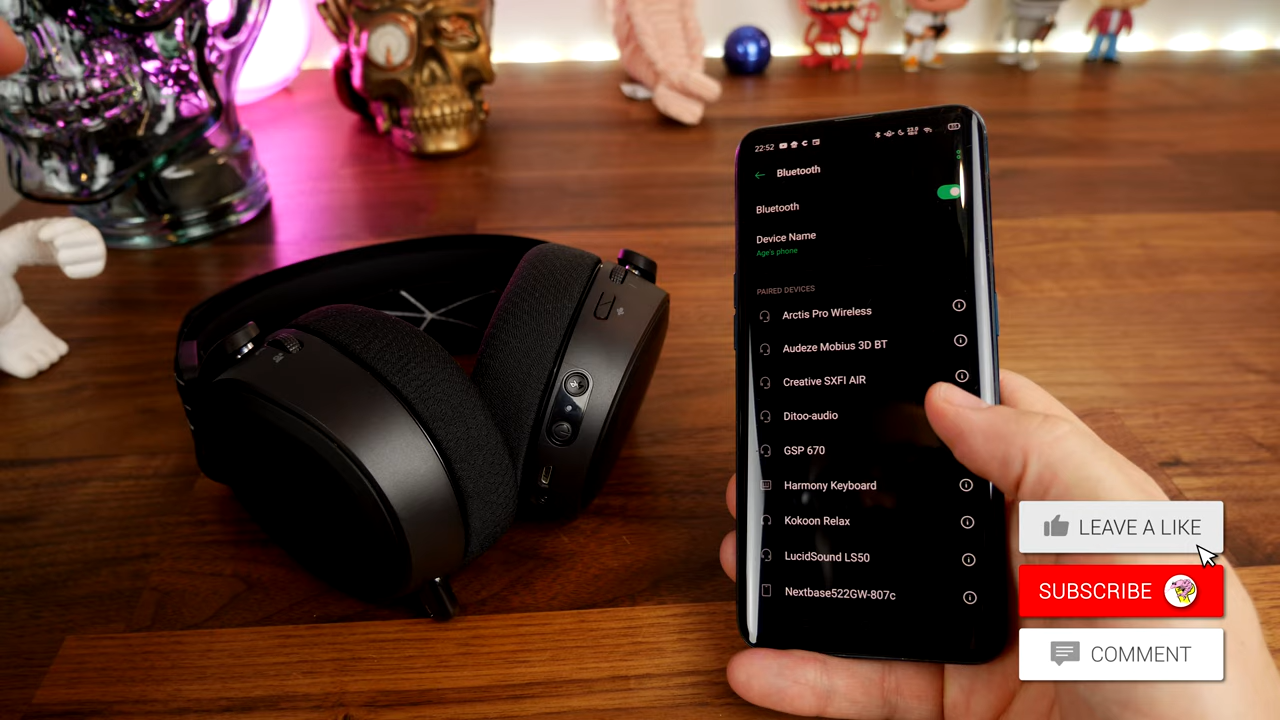 22:52
Bluetooth
Bluetooth
Device Name
Age's phone
PAIRED DEVICES
Arctis Pro Wireless
Audeze Mobius 3D BT
Creative SXFI AIR
Ditoo-audio
GSP 670
Harmony Keyboard
Kokoon Relax
LucidSound LS50
Nextbase522GW-807c
LEAVE A LIKE
SUBSCRIBE
COMMENT